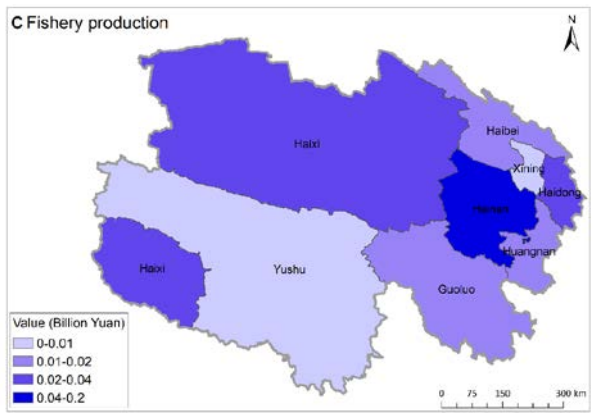 C Fishery production
N
Haixi
Haibei
Xining
Haidong
Hainan
Huangnan
Haixi
Yushu
Guoluo
Value (Billion Yuan)
0-0.01
0.01-0.02
0.02-0.04
0.04-0.2
0 75 150 300 km